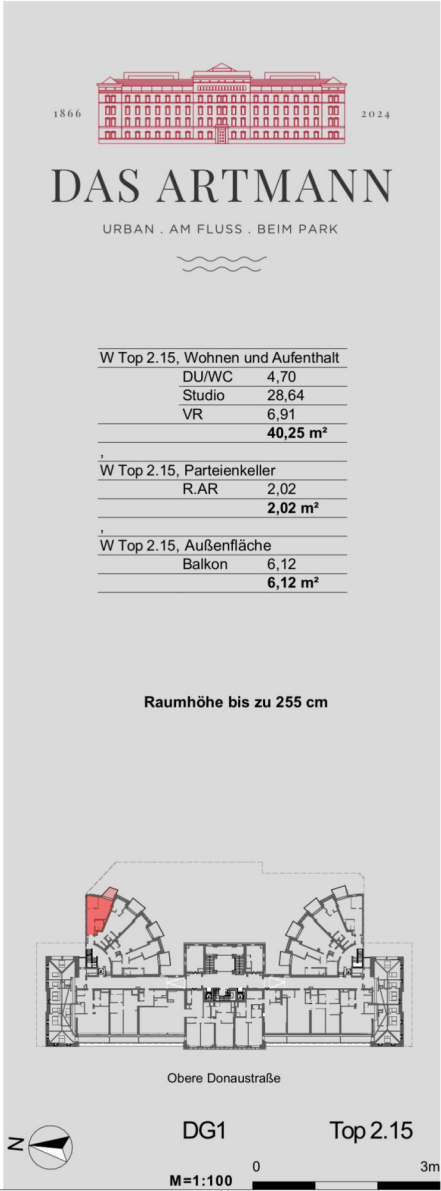 1866 2024
DAS ARTMANN
URBAN . AM FLUSS . BEIM PARK
W Top 2.15, Wohnen und Aufenthalt
DU/WC 4,70
Studio 28,64
VR 6,91
40,25 m²
,
W Top 2.15, Parteienkeller
R.AR 2,02
2,02 m²
,
W Top 2.15, Außenfläche
Balkon 6,12
6,12 m²
Raumhöhe bis zu 255 cm
Obere Donaustraße
N
DG1 Top 2.15
0 3m
M=1:100